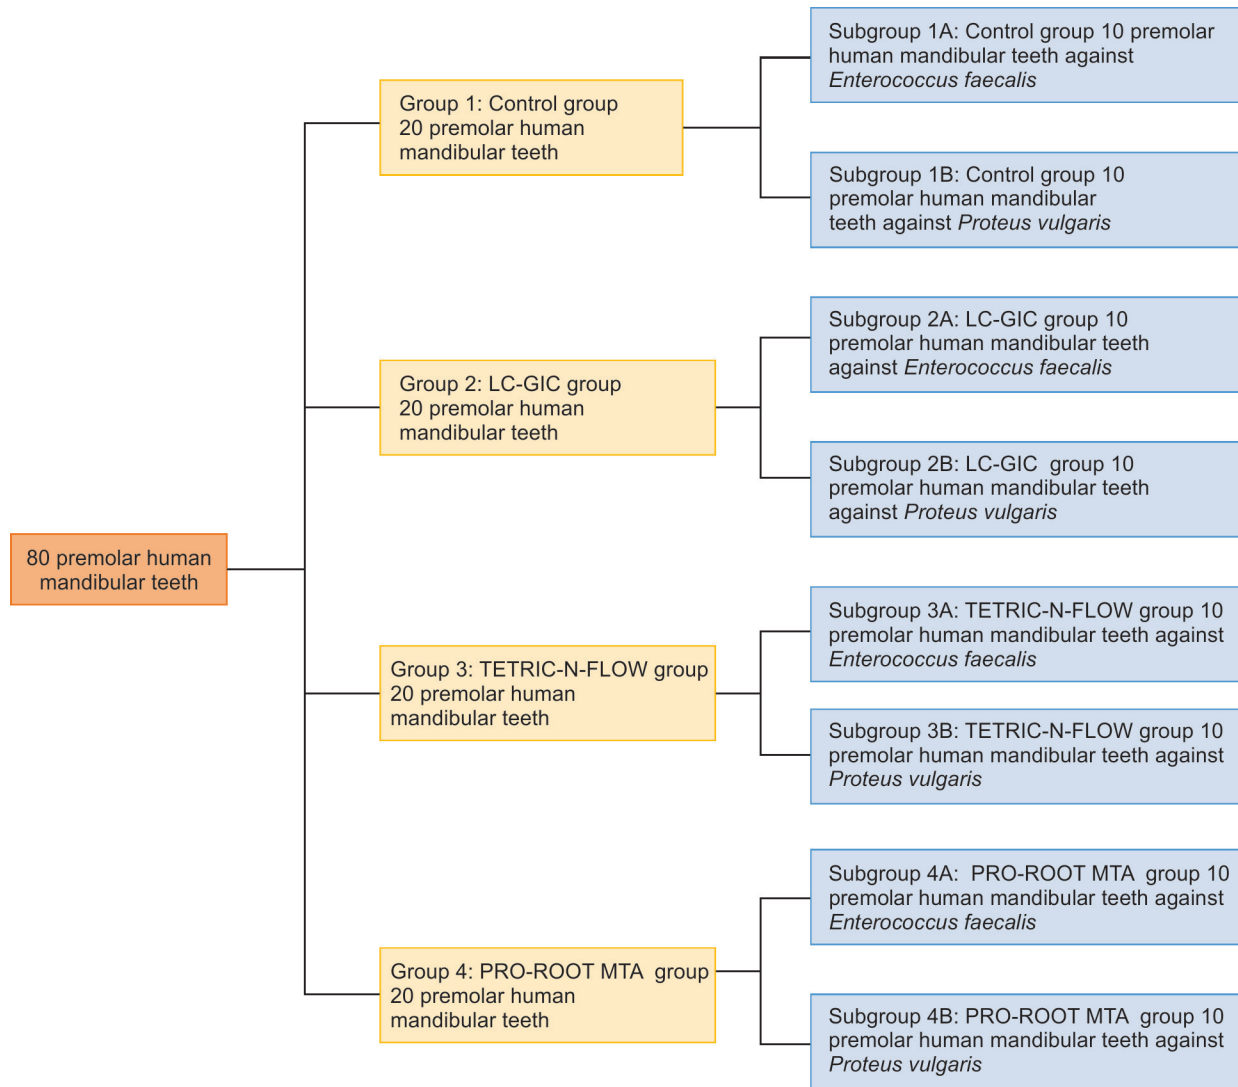 80 premolar human
mandibular teeth
Group 1: Control group
20 premolar human
mandibular teeth
Subgroup 1A: Control group 10 premolar
human mandibular teeth against
Enterococcus faecalis
Subgroup 1B: Control group 10
premolar human mandibular
teeth against Proteus vulgaris
Group 2: LC-GIC group
20 premolar human
mandibular teeth
Subgroup 2A: LC-GIC group 10
premolar human mandibular teeth
against Enterococcus faecalis
Subgroup 2B: LC-GIC group 10
premolar human mandibular teeth
against Proteus vulgaris
Group 3: TETRIC-N-FLOW group
20 premolar human
mandibular teeth
Subgroup 3A: TETRIC-N-FLOW group 10
premolar human mandibular teeth against
Enterococcus faecalis
Subgroup 3B: TETRIC-N-FLOW group 10
premolar human mandibular teeth against
Proteus vulgaris
Group 4: PRO-ROOT MTA group
20 premolar human
mandibular teeth
Subgroup 4A: PRO-ROOT MTA group 10
premolar human mandibular teeth against
Enterococcus faecalis
Subgroup 4B: PRO-ROOT MTA group 10
premolar human mandibular teeth against
Proteus vulgaris